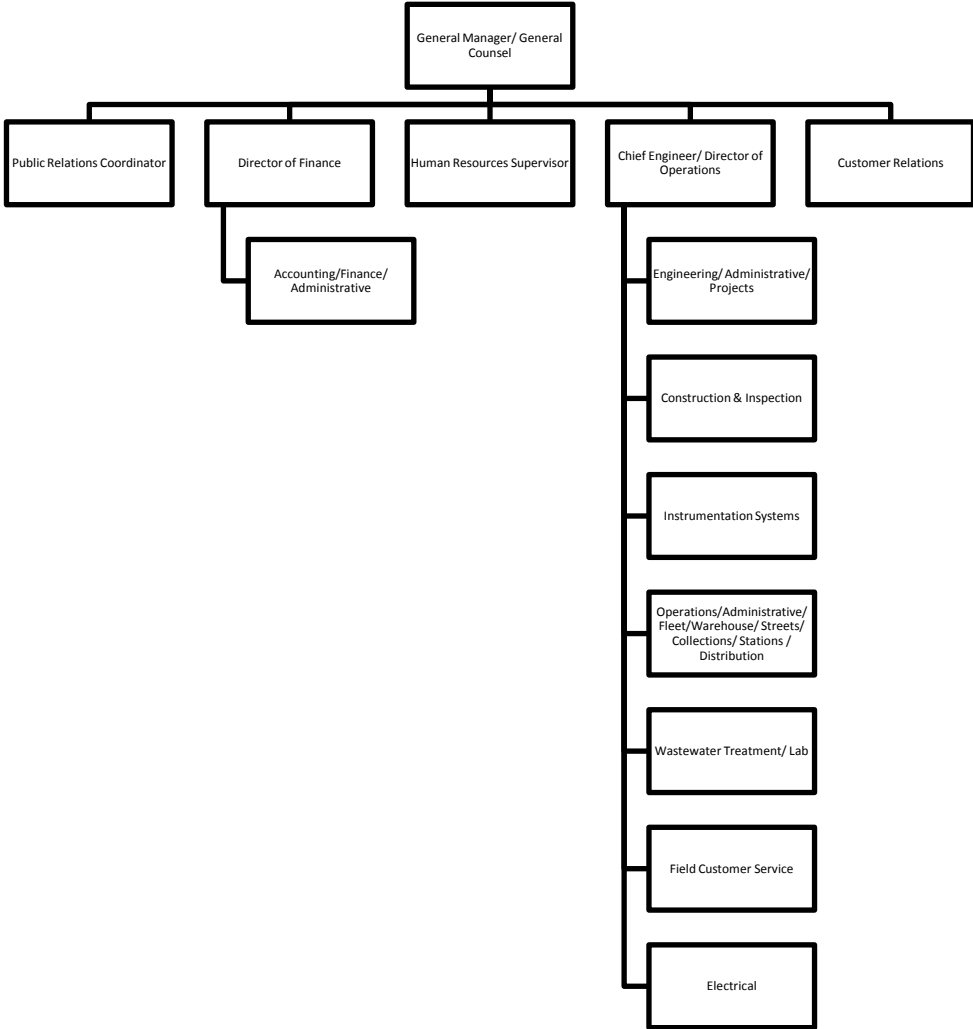 General Manager/ General
Counsel
Public Relations Coordinator
Director of Finance
Human Resources Supervisor
Chief Engineer/ Director of
Operations
Customer Relations
Accounting/Finance/
Administrative
Engineering/ Administrative/
Projects
Construction & Inspection
Instrumentation Systems
Operations/Administrative/
Fleet/Warehouse/ Streets/
Collections/ Stations /
Distribution
Wastewater Treatment/ Lab
Field Customer Service
Electrical